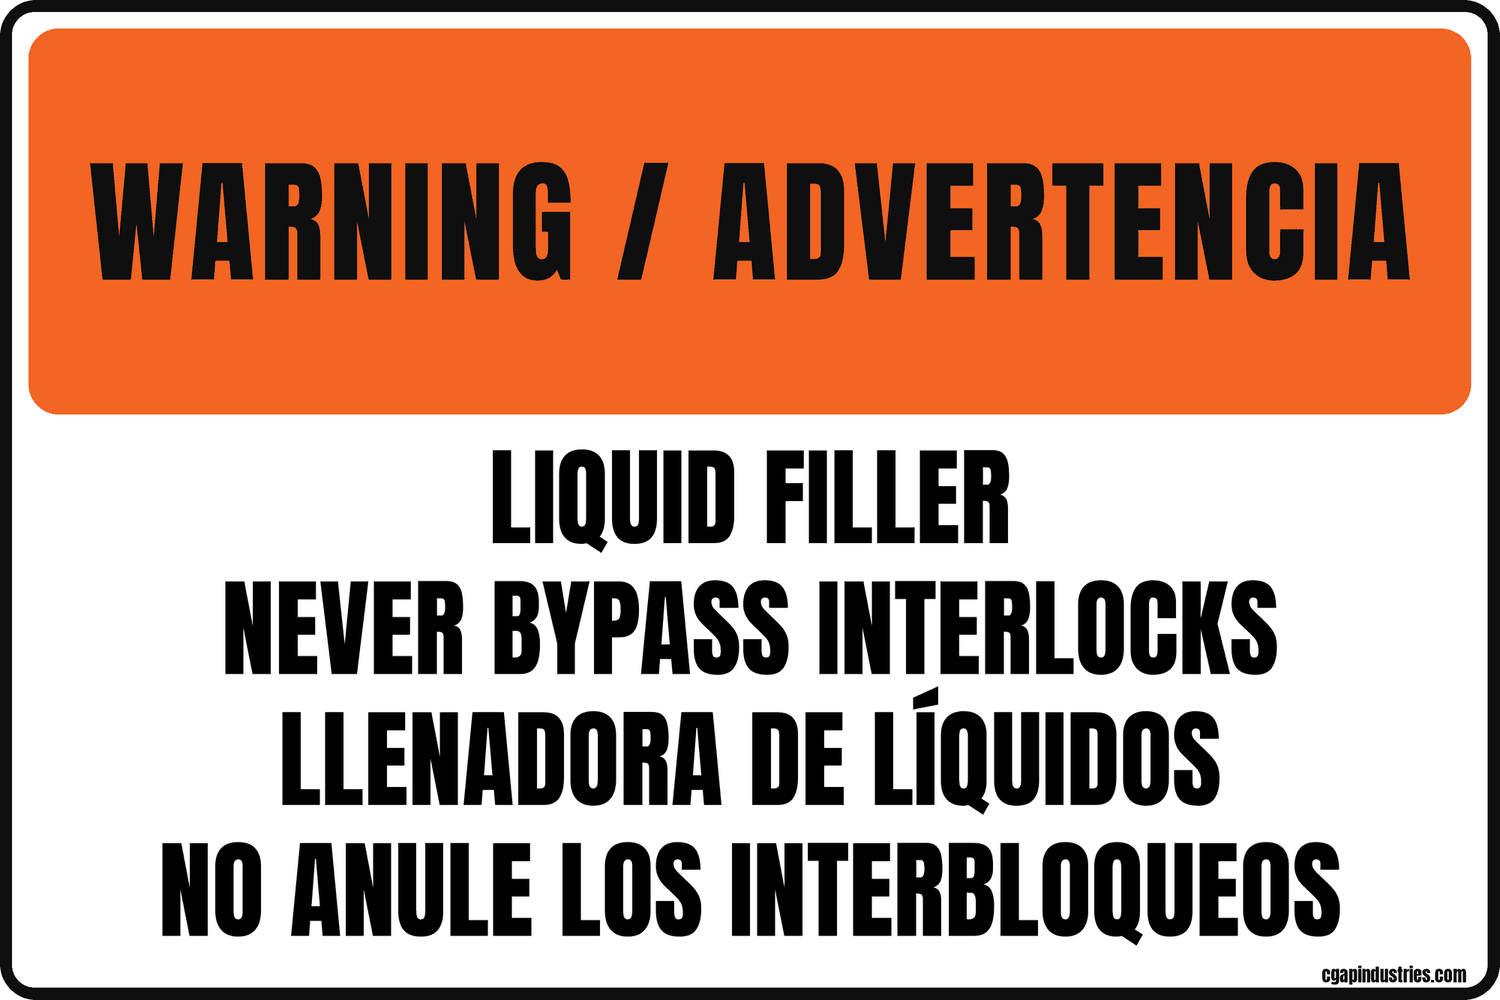 WARNING / ADVERTENCIA
LIQUID FILLER
NEVER BYPASS INTERLOCKS
LLENADORA DE LÍQUIDOS
NO ANULE LOS INTERBLOQUEOS
cgapindustries.com